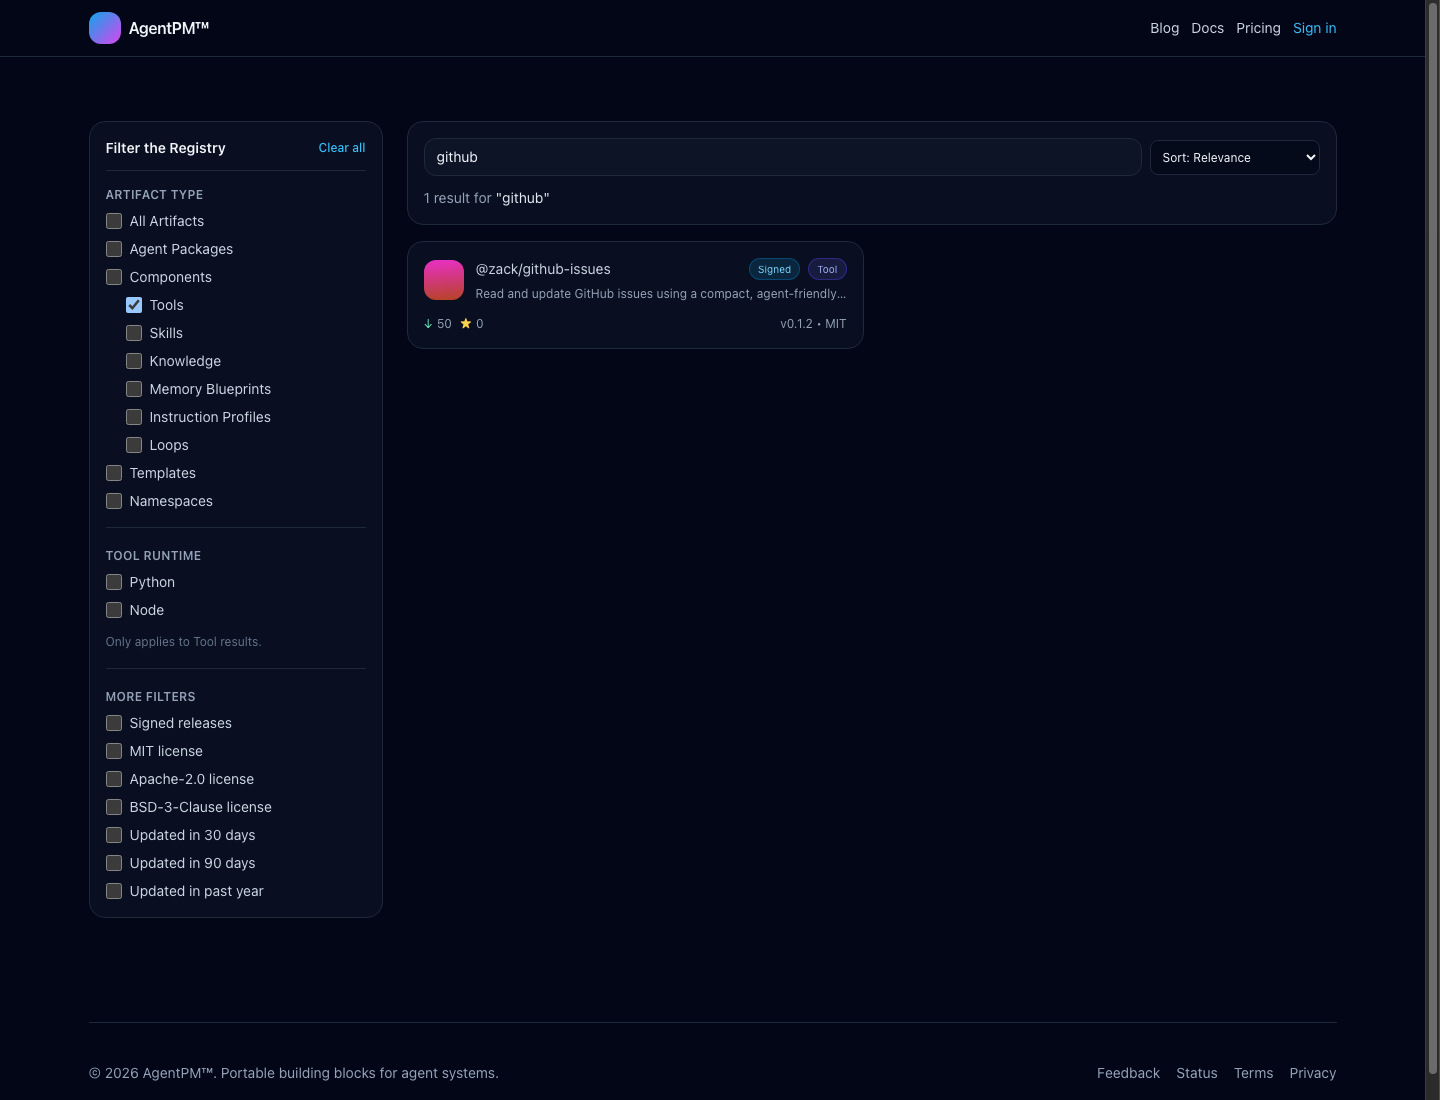 AgentPM™
Blog Docs Pricing Sign in
Filter the Registry Clear all
ARTIFACT TYPE
All Artifacts
Agent Packages
Components
Tools
Skills
Knowledge
Memory Blueprints
Instruction Profiles
Loops
Templates
Namespaces
TOOL RUNTIME
Python
Node
Only applies to Tool results.
MORE FILTERS
Signed releases
MIT license
Apache-2.0 license
BSD-3-Clause license
Updated in 30 days
Updated in 90 days
Updated in past year
github
Sort: Relevance
1 result for "github"
@zack/github-issues Signed Tool
Read and update GitHub issues using a compact, agent-friendly...
↓ 50 ★ 0 v0.1.2 • MIT
© 2026 AgentPM™. Portable building blocks for agent systems.
Feedback Status Terms Privacy